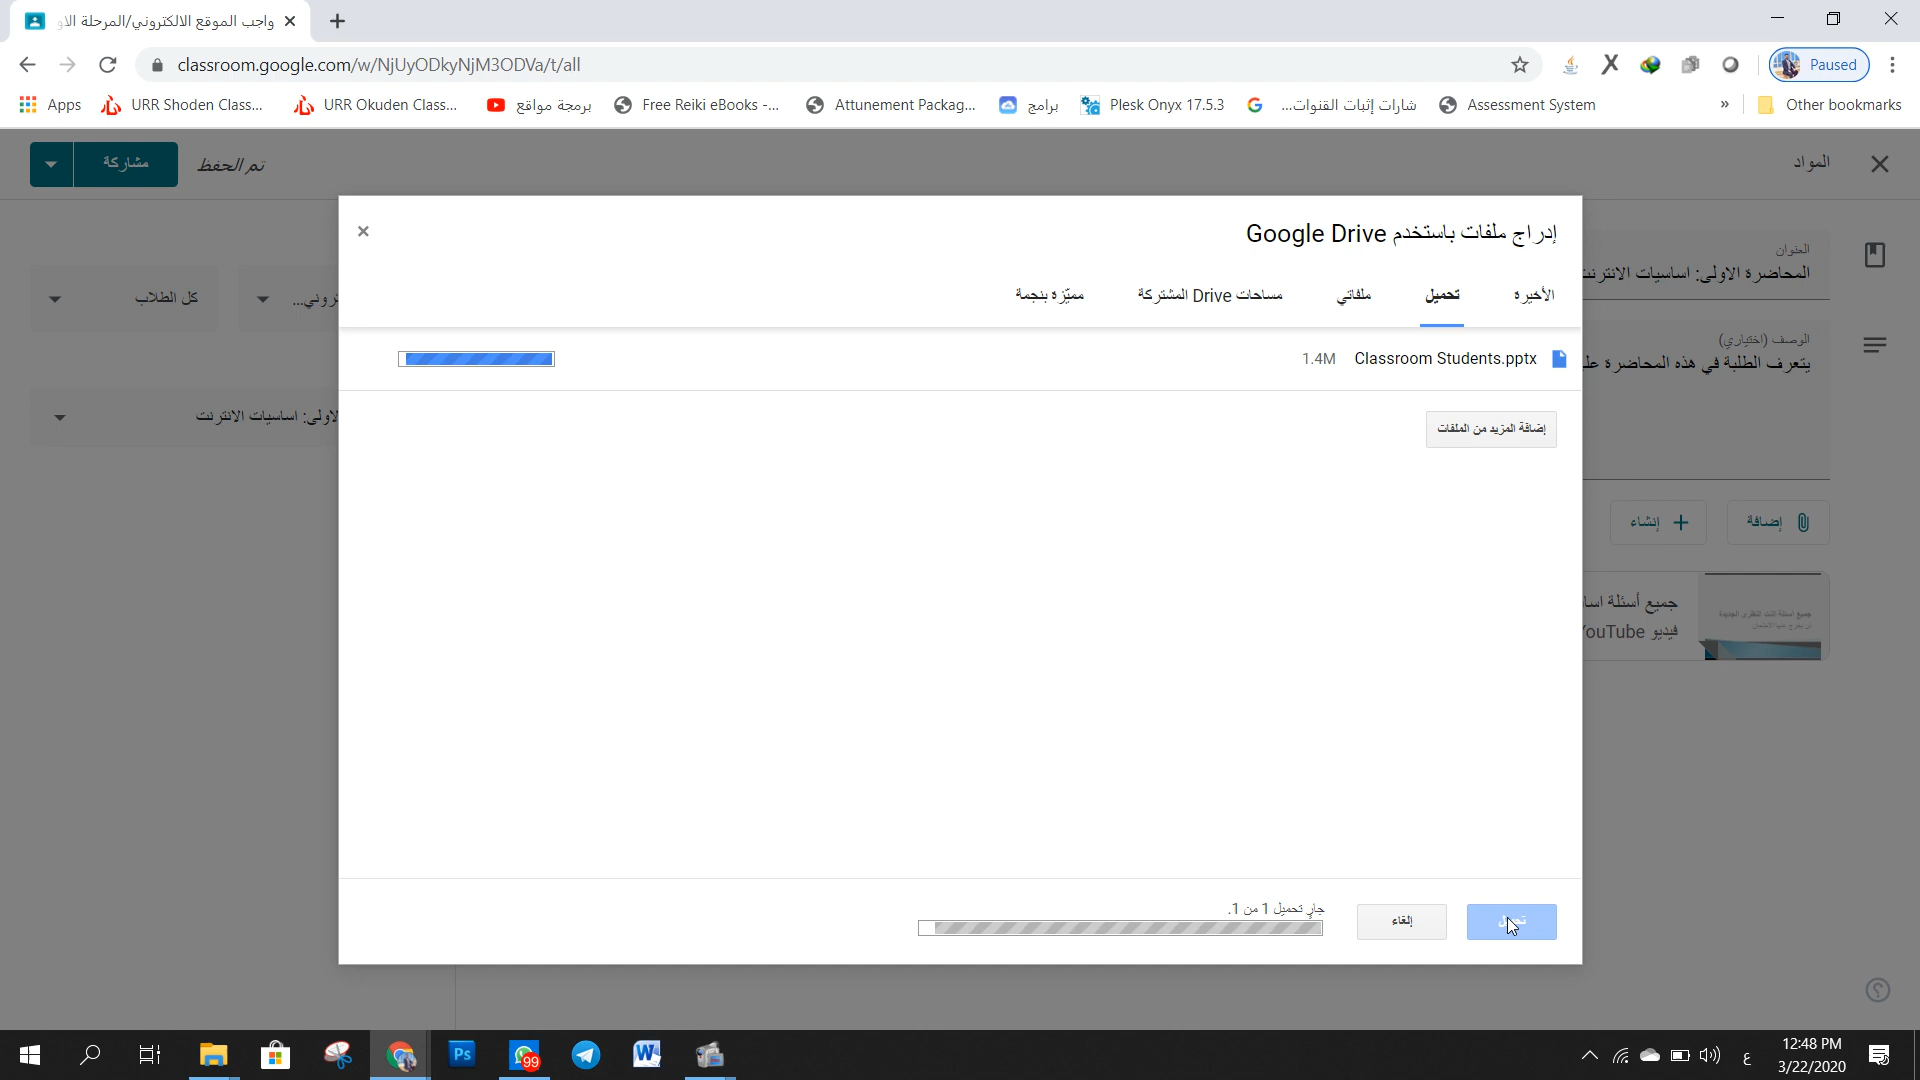 واجب الموقع الالكتروني/المرحلة الاو
classroom.google.com/w/NjUyODkyNjM3ODVa/t/all
Paused
Apps
URR Shoden Class...
URR Okuden Class...
برمجة مواقع
Free Reiki eBooks -...
Attunement Packag...
برامج
Plesk Onyx 17.5.3
شارات إثبات القنوات...
Assessment System
»
Other bookmarks
المواد
تم الحفظ
مشاركة
إدراج ملفات باستخدم Google Drive
الأخيرة
تحميل
ملفاتي
مساحات Drive المشتركة
مميّزة بنجمة
Classroom Students.pptx
1.4M
إضافة المزيد من الملفات
جارٍ تحميل 1 من 1.
إلغاء
العنوان
المحاضرة الاولى: اساسيات الانترنت
الوصف (اختياري)
يتعرف الطلبة في هذه المحاضرة
إضافة
إنشاء
جميع أسئلة
فيديو YouTube
كل الطلاب
اساسيات الانترنت
Ps
99
ع
12:48 PM
3/22/2020